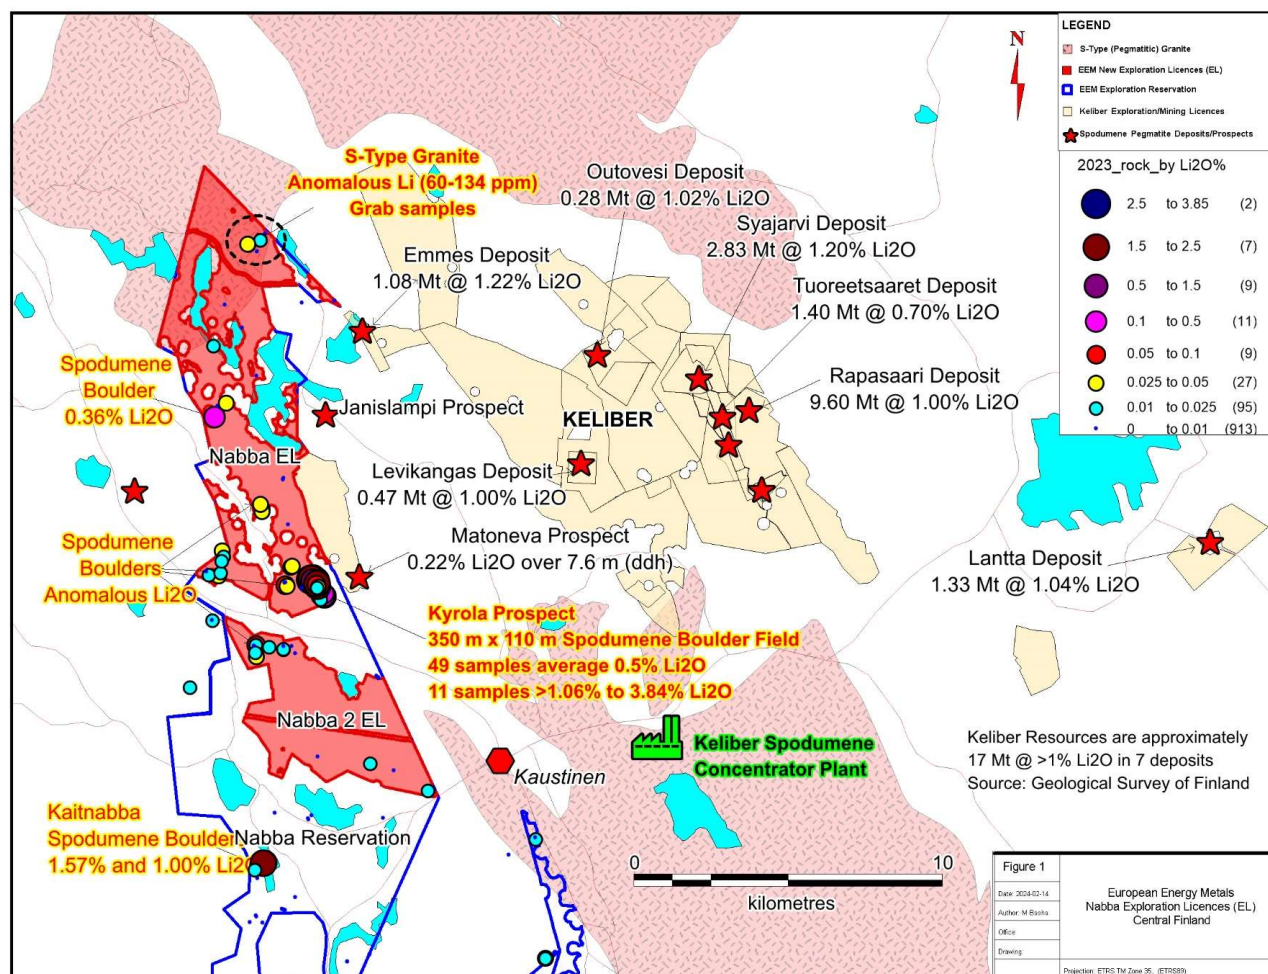 LEGEND
S-Type (Pegmatitic) Granite
EEM New Exploration Licences (EL)
EEM Exploration Reservation
Keliber Exploration/Mining Licences
Spodumene Pegmatite Deposits/Prospects
N
2023_rock_by Li2O%
2.5 to 3.85 (2)
1.5 to 2.5 (7)
0.5 to 1.5 (9)
0.1 to 0.5 (11)
0.05 to 0.1 (9)
0.025 to 0.05 (27)
0.01 to 0.025 (95)
0 to 0.01 (913)
S-Type Granite
Anomalous Li (60-134 ppm)
Grab samples
Outovesi Deposit
0.28 Mt @ 1.02% Li2O
Syajarvi Deposit
2.83 Mt @ 1.20% Li2O
Emmes Deposit
1.08 Mt @ 1.22% Li2O
Tuoreetsaaret Deposit
1.40 Mt @ 0.70% Li2O
Rapasaari Deposit
9.60 Mt @ 1.00% Li2O
Spodumene
Boulder
0.36% Li2O
Janislampi Prospect
KELIBER
Nabba EL
Levikangas Deposit
0.47 Mt @ 1.00% Li2O
Spodumene
Boulders
Anomalous Li2O
Matoneva Prospect
0.22% Li2O over 7.6 m (ddh)
Lantta Deposit
1.33 Mt @ 1.04% Li2O
Kyrola Prospect
350 m x 110 m Spodumene Boulder Field
49 samples average 0.5% Li2O
11 samples >1.06% to 3.84% Li2O
Nabba 2 EL
Keliber Spodumene
Concentrator Plant
Kaustinen
Keliber Resources are approximately
17 Mt @ >1% Li2O in 7 deposits
Source: Geological Survey of Finland
Kaitnabba
Spodumene Boulder
1.57% and 1.00% Li2O
Nabba Reservation
0 10
kilometres
Figure 1
Date: 2024-02-14
Author: M
Office
Drawing:
European Energy Metals
Nabba Exploration Licences (EL)
Central Finland
Projection: ETRS TM Zone 35, (ETRS89)